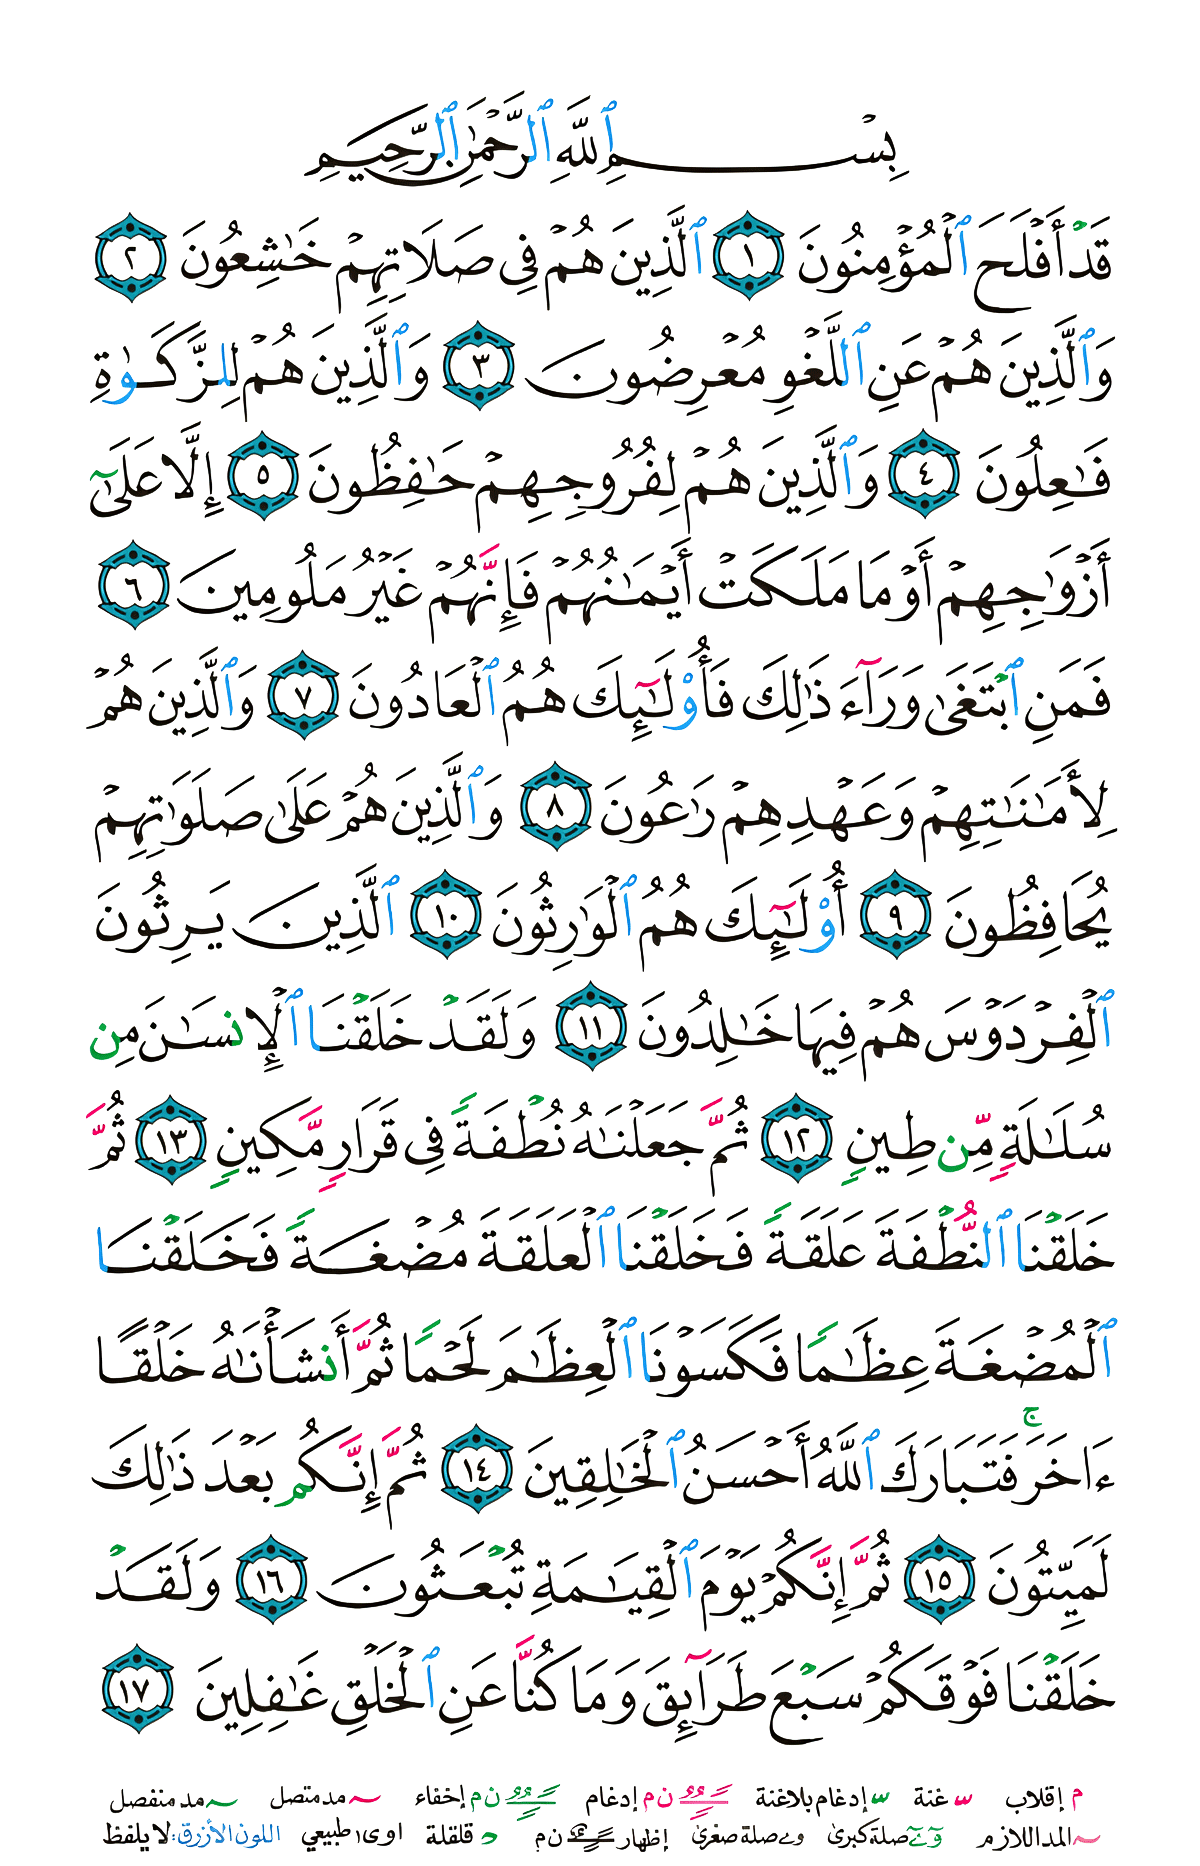 بِسْمِ ٱللَّهِ ٱلرَّحْمَٰنِ ٱلرَّحِيمِ
قَدْ أَفْلَحَ ٱلْمُؤْمِنُونَ ١ ٱلَّذِينَ هُمْ فِى صَلَاتِهِمْ خَٰشِعُونَ ٢
وَٱلَّذِينَ هُمْ عَنِ ٱللَّغْوِ مُعْرِضُونَ ٣ وَٱلَّذِينَ هُمْ لِلزَّكَوٰةِ
فَٰعِلُونَ ٤ وَٱلَّذِينَ هُمْ لِفُرُوجِهِمْ حَٰفِظُونَ ٥ إِلَّا عَلَىٰٓ
أَزْوَٰجِهِمْ أَوْ مَا مَلَكَتْ أَيْمَٰنُهُمْ فَإِنَّهُمْ غَيْرُ مَلُومِينَ ٦
فَمَنِ ٱبْتَغَىٰ وَرَآءَ ذَٰلِكَ فَأُو۟لَٰٓئِكَ هُمُ ٱلْعَادُونَ ٧ وَٱلَّذِينَ هُمْ
لِأَمَٰنَٰتِهِمْ وَعَهْدِهِمْ رَٰعُونَ ٨ وَٱلَّذِينَ هُمْ عَلَىٰ صَلَوَٰتِهِمْ
يُحَافِظُونَ ٩ أُو۟لَٰٓئِكَ هُمُ ٱلْوَٰرِثُونَ ١٠ ٱلَّذِينَ يَرِثُونَ
ٱلْفِرْدَوْسَ هُمْ فِيهَا خَٰلِدُونَ ١١ وَلَقَدْ خَلَقْنَا ٱلْإِنسَٰنَ مِن
سُلَٰلَةٍ مِّن طِينٍ ١٢ ثُمَّ جَعَلْنَٰهُ نُطْفَةً فِى قَرَارٍ مَّكِينٍ ١٣ ثُمَّ
خَلَقْنَا ٱلنُّطْفَةَ عَلَقَةً فَخَلَقْنَا ٱلْعَلَقَةَ مُضْغَةً فَخَلَقْنَا
ٱلْمُضْغَةَ عِظَٰمًا فَكَسَوْنَا ٱلْعِظَٰمَ لَحْمًا ثُمَّ أَنشَأْنَٰهُ خَلْقًا
ءَاخَرَ ۚ فَتَبَارَكَ ٱللَّهُ أَحْسَنُ ٱلْخَٰلِقِينَ ١٤ ثُمَّ إِنَّكُم بَعْدَ ذَٰلِكَ
لَمَيِّتُونَ ١٥ ثُمَّ إِنَّكُمْ يَوْمَ ٱلْقِيَٰمَةِ تُبْعَثُونَ ١٦ وَلَقَدْ
خَلَقْنَا فَوْقَكُمْ سَبْعَ طَرَآئِقَ وَمَا كُنَّا عَنِ ٱلْخَلْقِ غَٰفِلِينَ ١٧
م إقلاب ّ غنة ّ إدغام بلاغنة ن م إدغام ن م إخفاء ~ مد متصل ~ مد منفصل
~ المد اللازم وٓ ےٓ صلة كبرى و ے صلة صغرى إظهار ن م د قلقلة اوى١ طبيعي اللون الأزرق: لا يلفظ